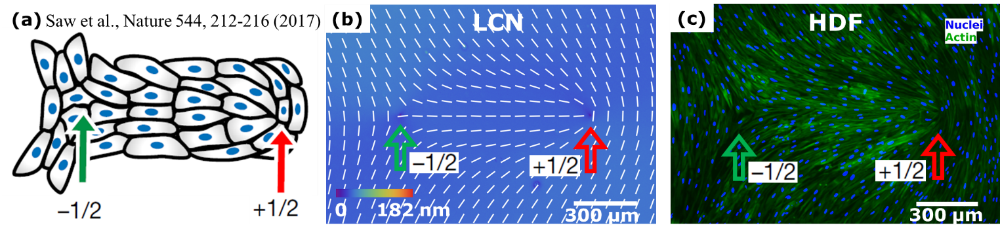 (a) Saw et al., Nature 544, 212-216 (2017)
−1/2
+1/2
(b)
LCN
−1/2
+1/2
0 182 nm
300 µm
(c)
HDF
Nuclei
Actin
−1/2
+1/2
300 µm